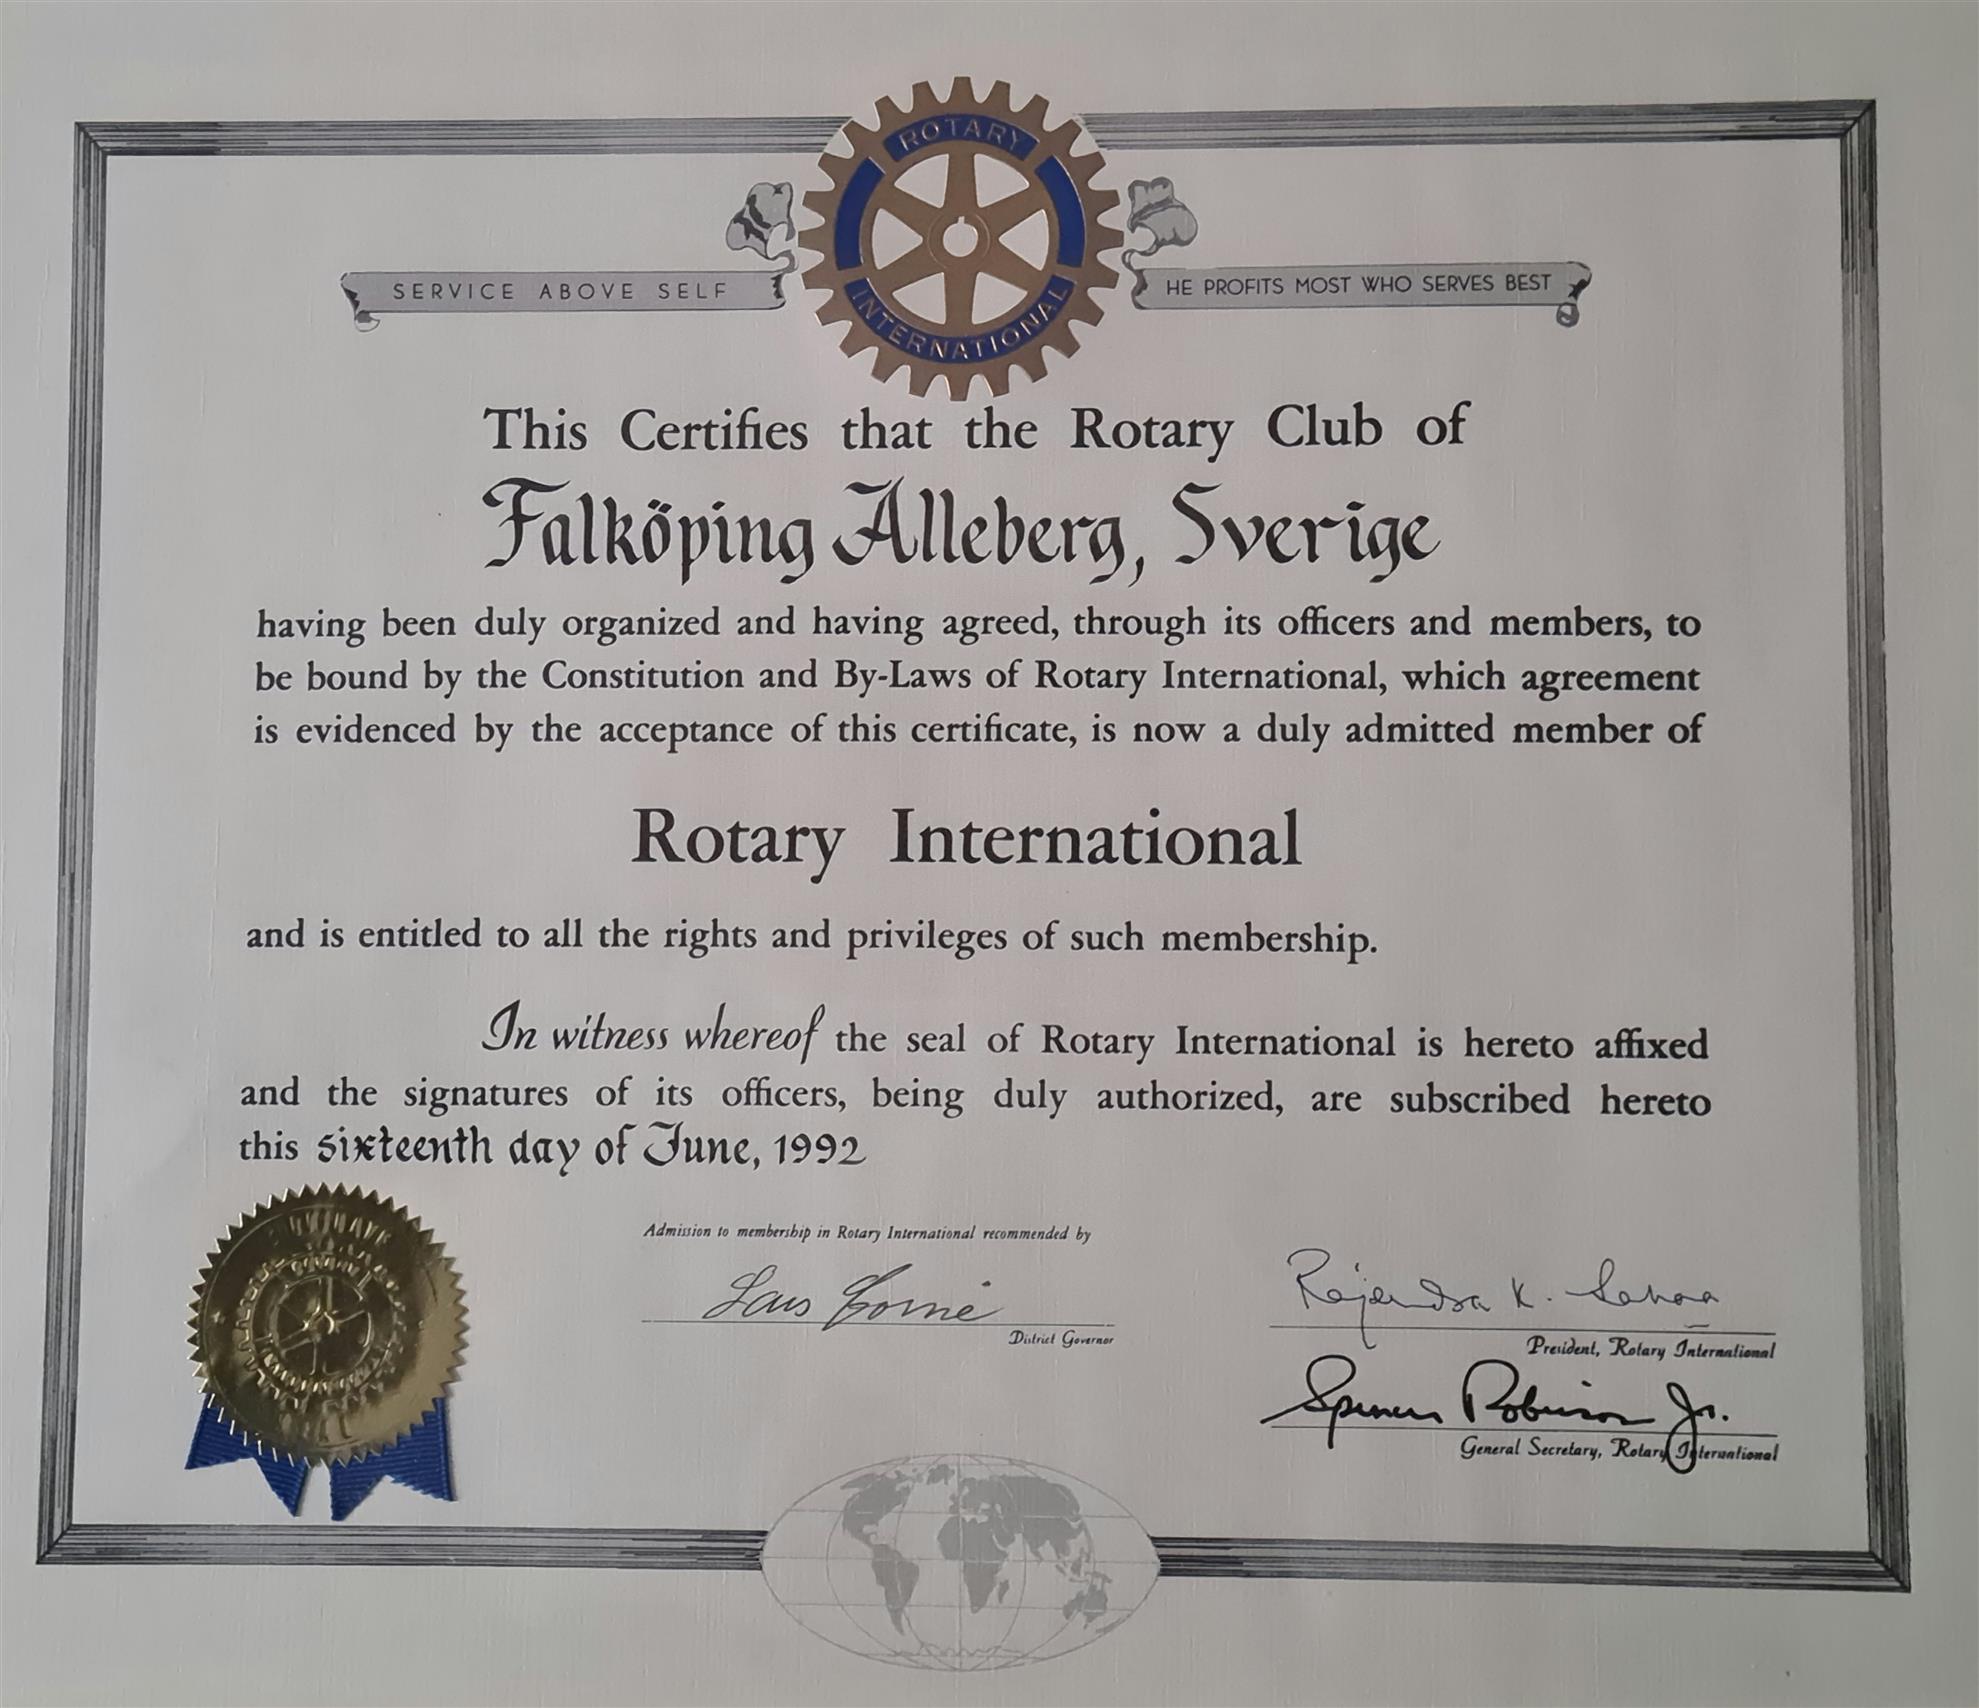 ROTARY
INTERNATIONAL
SERVICE ABOVE SELF
HE PROFITS MOST WHO SERVES BEST
This Certifies that the Rotary Club of
Falköping Alleberg, Sverige
having been duly organized and having agreed, through its officers and members, to
be bound by the Constitution and By-Laws of Rotary International, which agreement
is evidenced by the acceptance of this certificate, is now a duly admitted member of
Rotary International
and is entitled to all the rights and privileges of such membership.
In witness whereof the seal of Rotary International is hereto affixed
and the signatures of its officers, being duly authorized, are subscribed hereto
this sixteenth day of June, 1992
Admission to membership in Rotary International recommended by
District Governor
Rajendra K. Saboo
President, Rotary International
Spencer Robinson Jr.
General Secretary, Rotary International